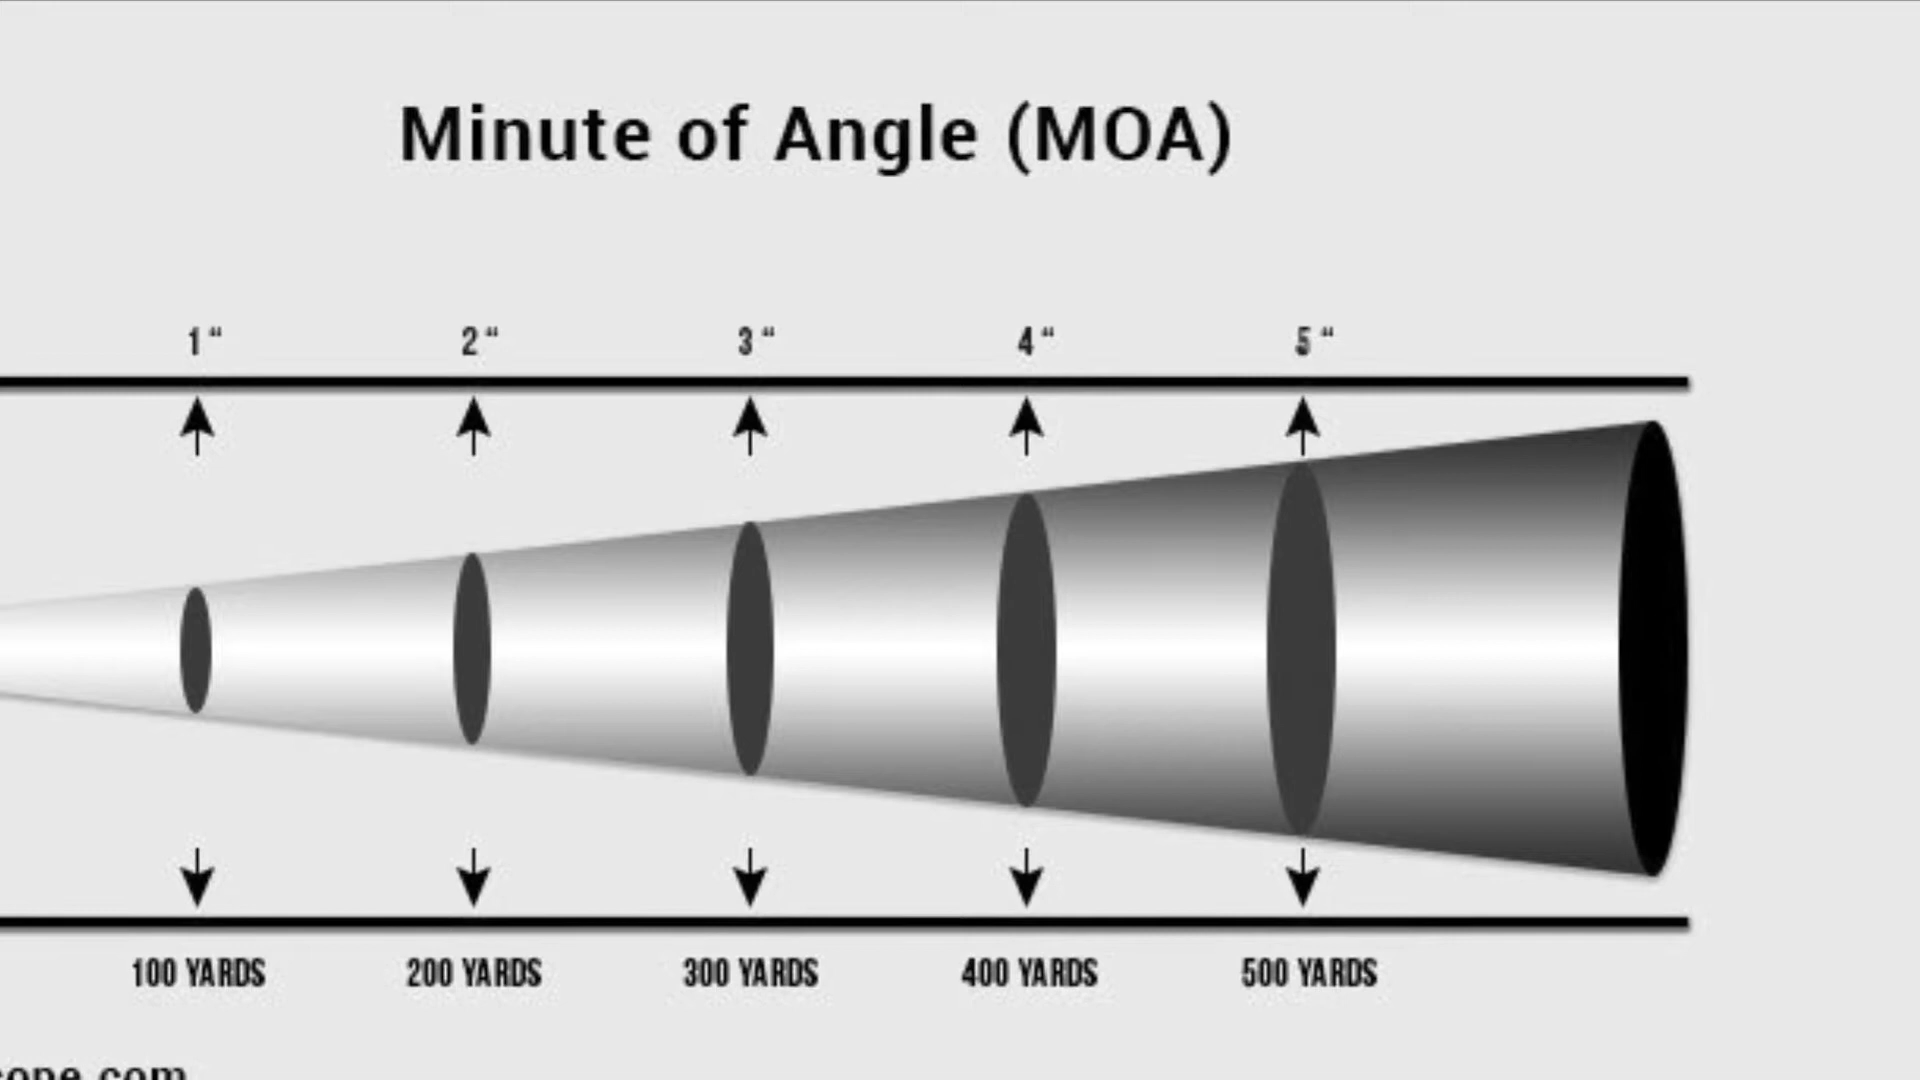 Minute of Angle (MOA)
1 “ 2 “ 3 “ 4 “ 5 “
100 YARDS 200 YARDS 300 YARDS 400 YARDS 500 YARDS